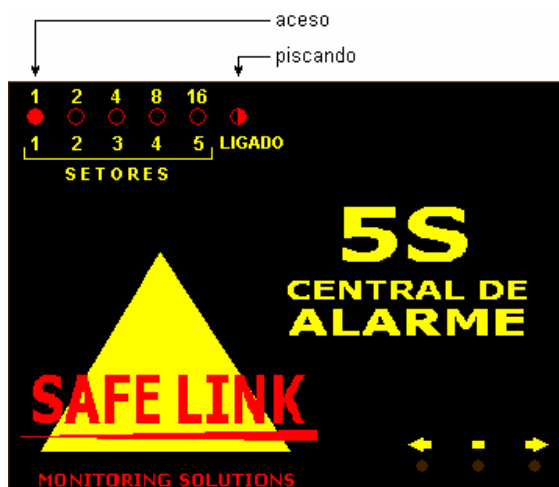 aceso
piscando
1 2 4 8 16
1 2 3 4 5 LIGADO
SETORES
5S
CENTRAL DE
ALARME
SAFE LINK
MONITORING SOLUTIONS